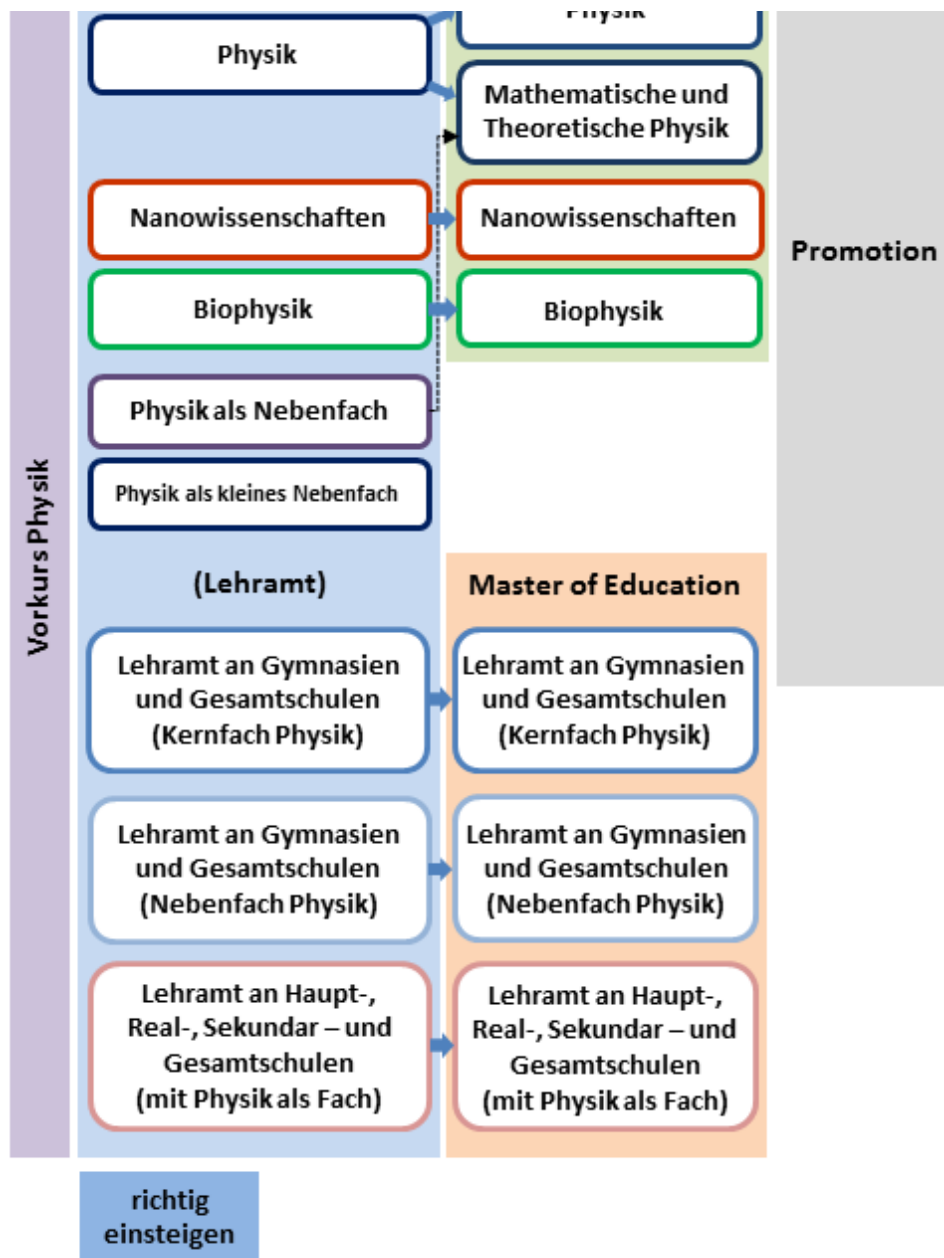 Physik
Physik
Mathematische und
Theoretische Physik
Nanowissenschaften
Nanowissenschaften
Biophysik
Biophysik
Promotion
Physik als Nebenfach
Physik als kleines Nebenfach
Vorkurs Physik
(Lehramt)
Master of Education
Lehramt an Gymnasien
und Gesamtschulen
(Kernfach Physik)
Lehramt an Gymnasien
und Gesamtschulen
(Kernfach Physik)
Lehramt an Gymnasien
und Gesamtschulen
(Nebenfach Physik)
Lehramt an Gymnasien
und Gesamtschulen
(Nebenfach Physik)
Lehramt an Haupt-,
Real-, Sekundar – und
Gesamtschulen
(mit Physik als Fach)
Lehramt an Haupt-,
Real-, Sekundar – und
Gesamtschulen
(mit Physik als Fach)
richtig
einsteigen